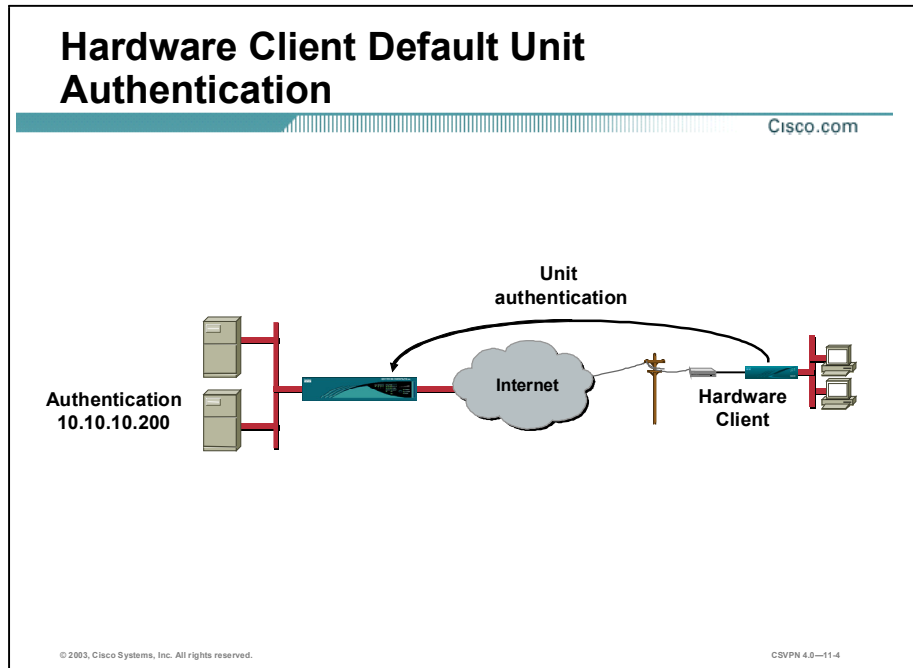 Hardware Client Default Unit
Authentication
Cisco.com
Unit
authentication
Internet
Authentication
10.10.10.200
Hardware
Client
© 2003, Cisco Systems, Inc. All rights reserved.
CSVPN 4.0—11-4